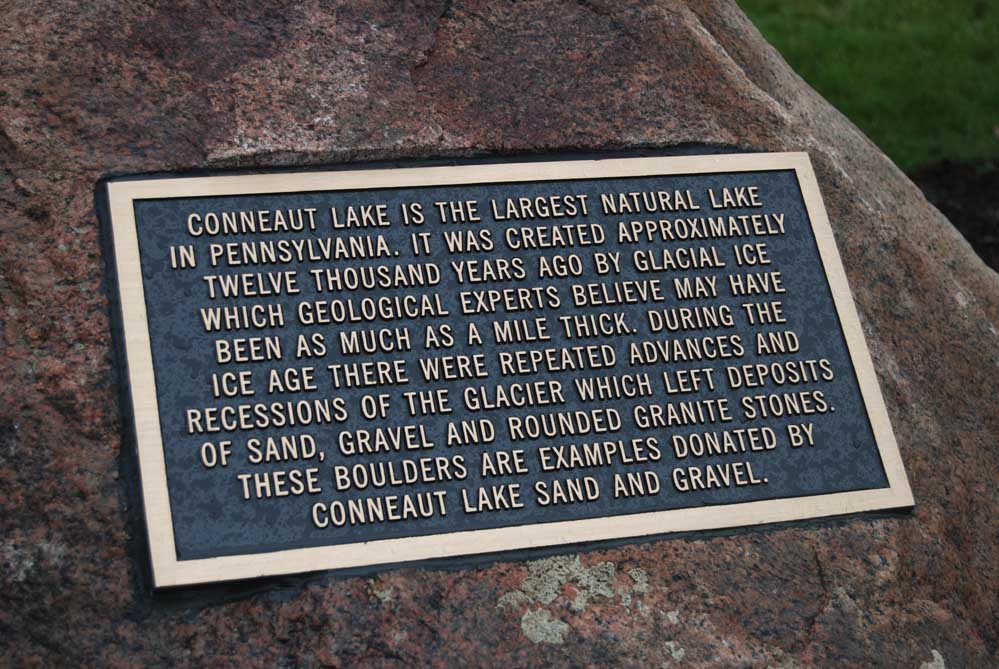 CONNEAUT LAKE IS THE LARGEST NATURAL LAKE
IN PENNSYLVANIA. IT WAS CREATED APPROXIMATELY
TWELVE THOUSAND YEARS AGO BY GLACIAL ICE
WHICH GEOLOGICAL EXPERTS BELIEVE MAY HAVE
BEEN AS MUCH AS A MILE THICK. DURING THE
ICE AGE THERE WERE REPEATED ADVANCES AND
RECESSIONS OF THE GLACIER WHICH LEFT DEPOSITS
OF SAND, GRAVEL AND ROUNDED GRANITE STONES.
THESE BOULDERS ARE EXAMPLES DONATED BY
CONNEAUT LAKE SAND AND GRAVEL.